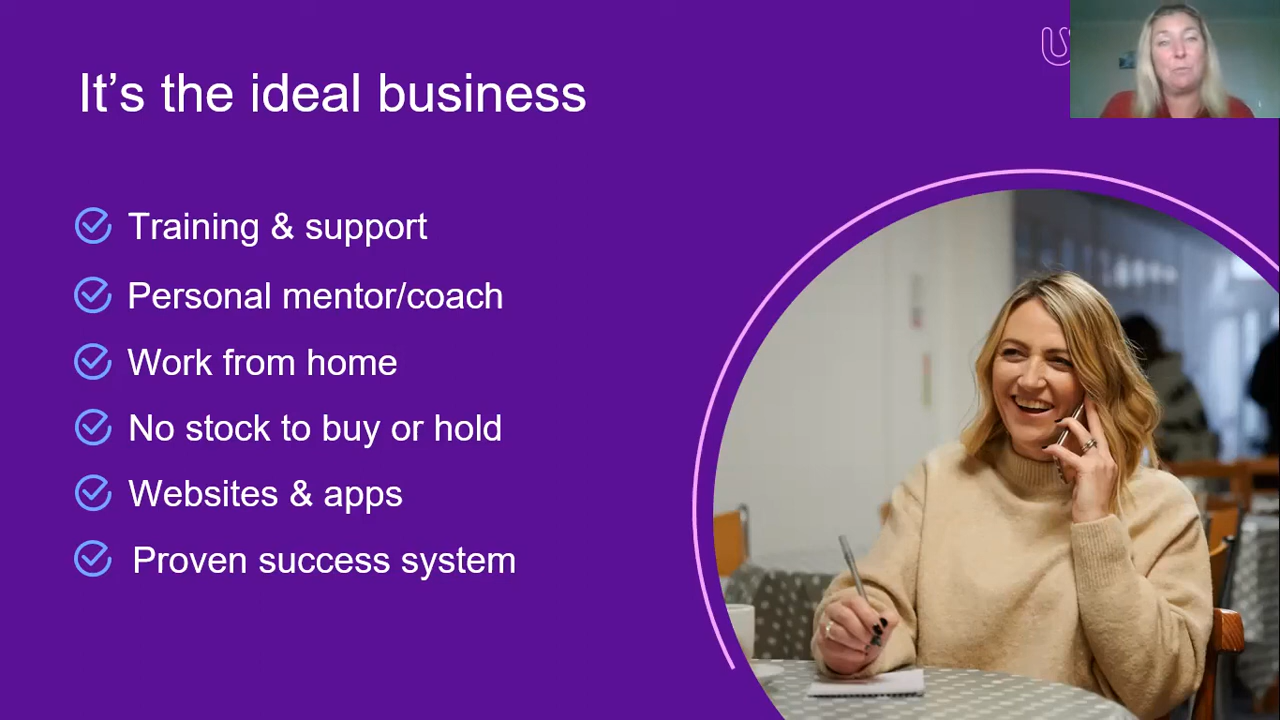 It's the ideal business
Training & support
Personal mentor/coach
Work from home
No stock to buy or hold
Websites & apps
Proven success system